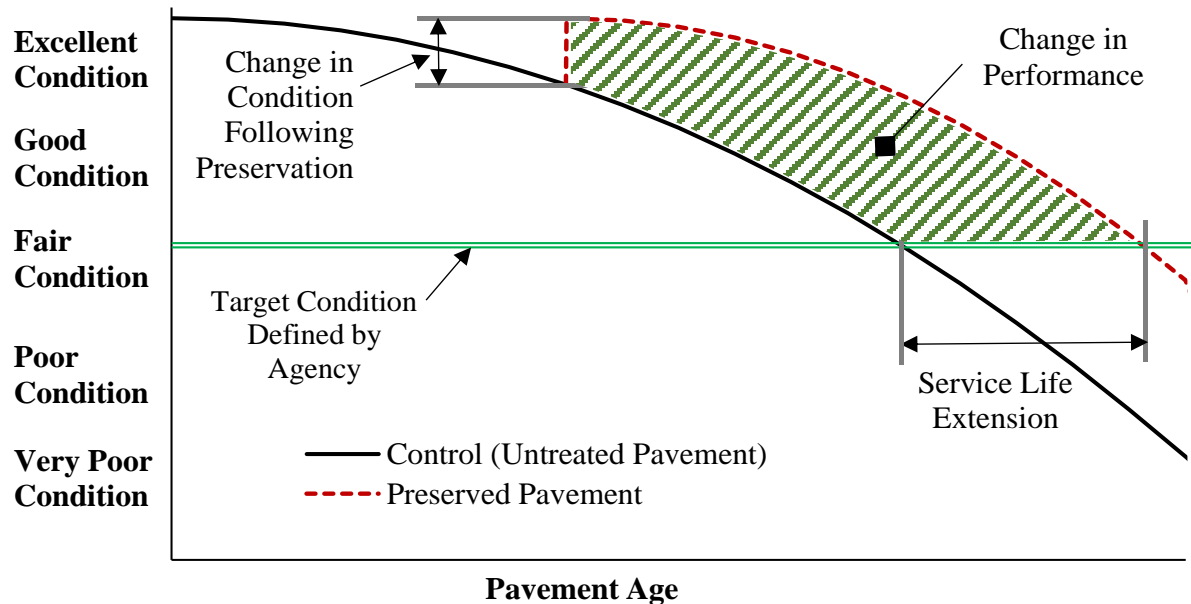 Excellent
Condition
Good
Condition
Fair
Condition
Poor
Condition
Very Poor
Condition
Change in
Condition
Following
Preservation
Change in
Performance
Target Condition
Defined by
Agency
Service Life
Extension
Control (Untreated Pavement)
Preserved Pavement
Pavement Age